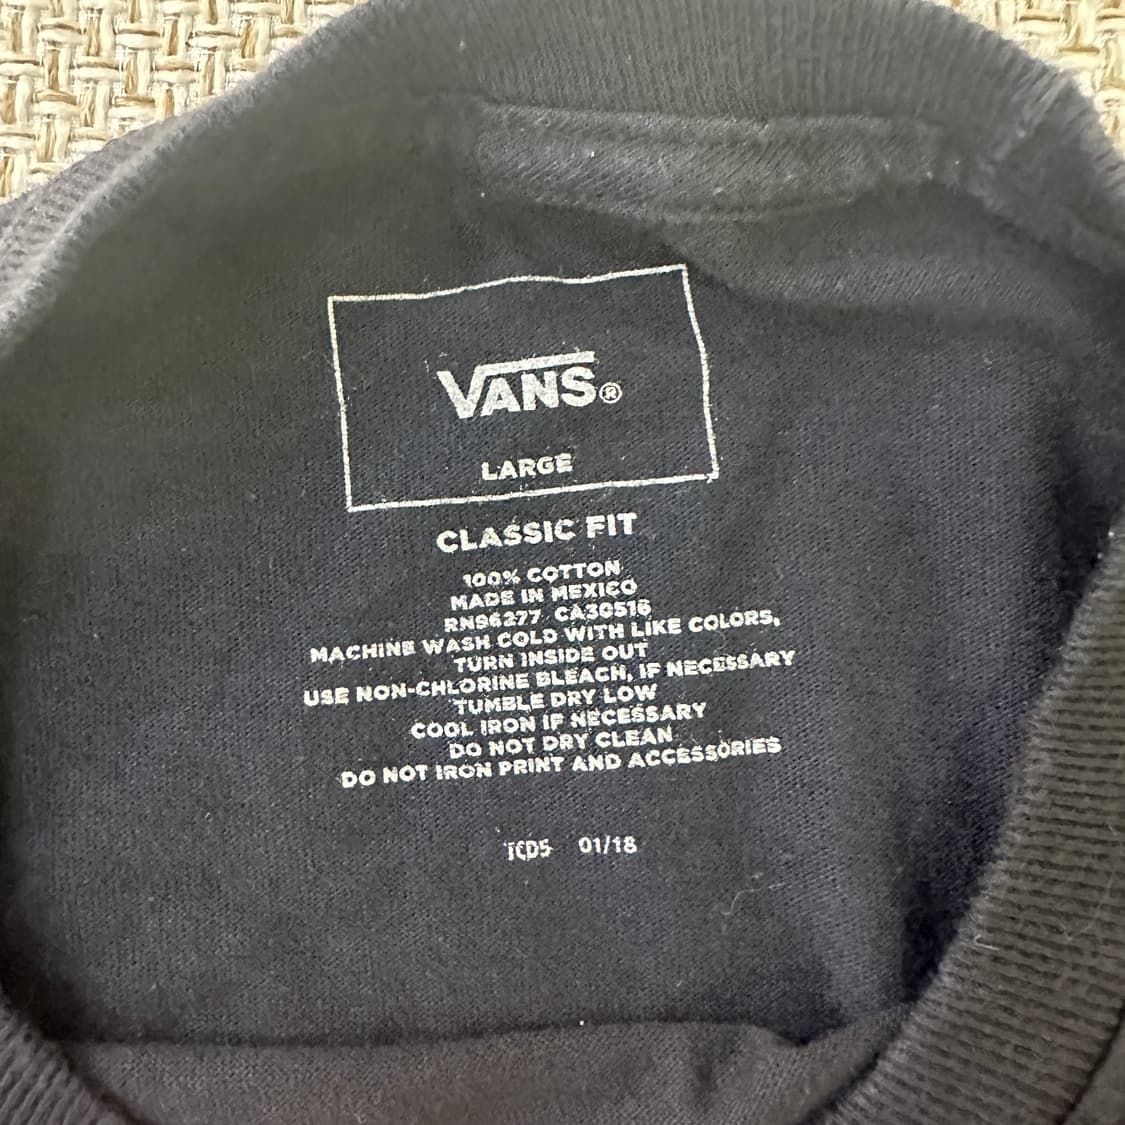 VANS®
LARGE
CLASSIC FIT
100% COTTON
MADE IN MEXICO
RN96277 CA30516
MACHINE WASH COLD WITH LIKE COLORS,
TURN INSIDE OUT
USE NON-CHLORINE BLEACH, IF NECESSARY
TUMBLE DRY LOW
COOL IRON IF NECESSARY
DO NOT DRY CLEAN
DO NOT IRON PRINT AND ACCESSORIES
TCD5 01/18